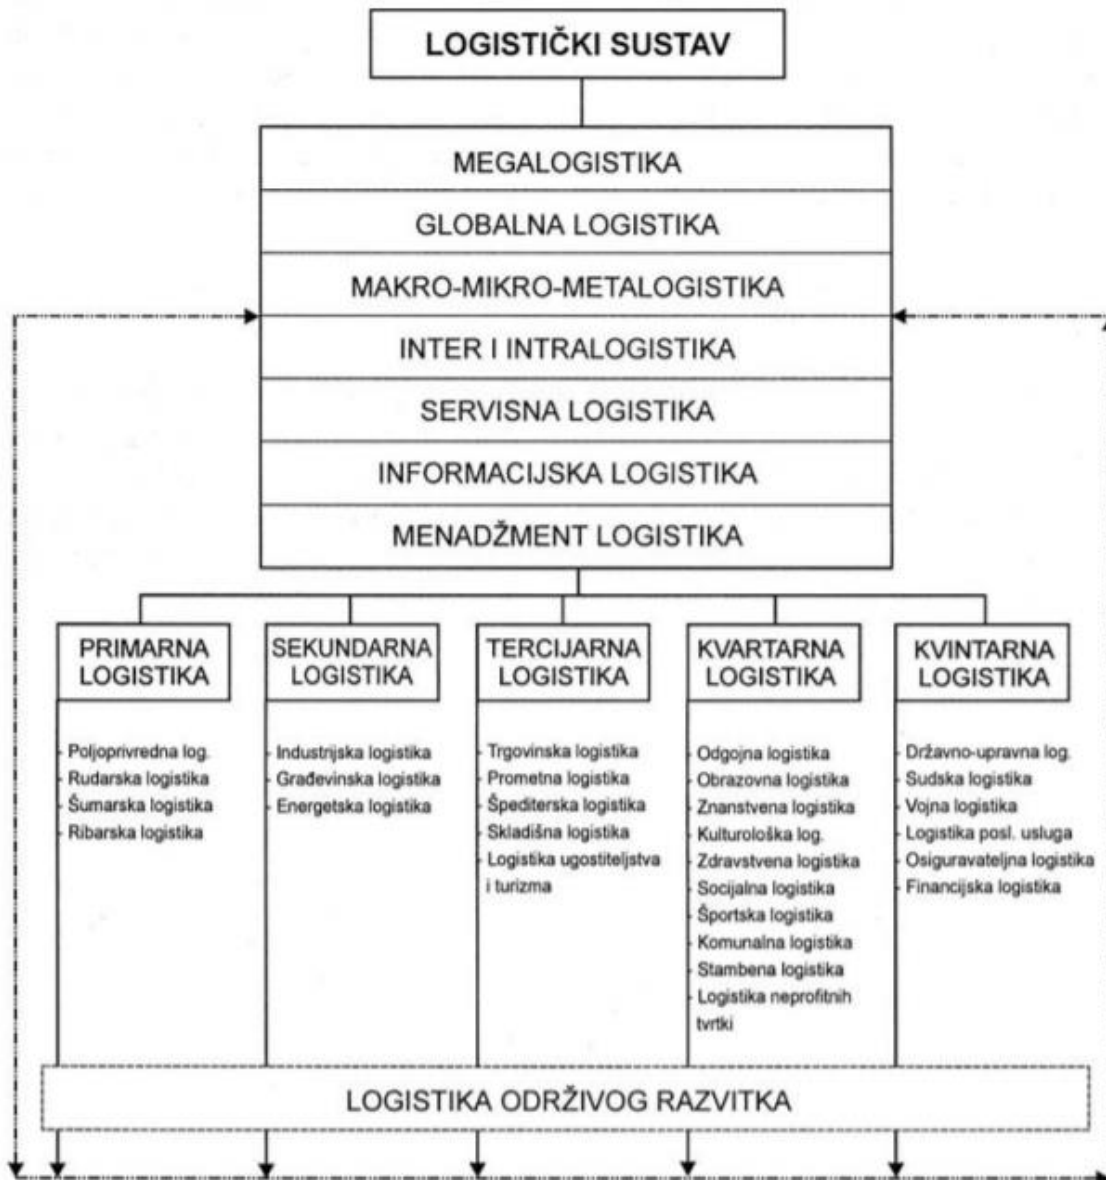 LOGISTIČKI SUSTAV
MEGALOGISTIKA
GLOBALNA LOGISTIKA
MAKRO-MIKRO-METALOGISTIKA
INTER I INTRALOGISTIKA
SERVISNA LOGISTIKA
INFORMACIJSKA LOGISTIKA
MENADŽMENT LOGISTIKA
PRIMARNA
LOGISTIKA
- Poljoprivredna log.
- Rudarska logistika
- Šumarska logistika
- Ribarska logistika
SEKUNDARNA
LOGISTIKA
- Industrijska logistika
- Građevinska logistika
- Energetska logistika
TERCIJARNA
LOGISTIKA
- Trgovinska logistika
- Prometna logistika
- Špediterska logistika
- Skladišna logistika
- Logistika ugostiteljstva
i turizma
KVARTARNA
LOGISTIKA
- Odgojna logistika
- Obrazovna logistika
- Znanstvena logistika
- Kulturološka log.
- Zdravstvena logistika
- Socijalna logistika
- Športska logistika
- Komunalna logistika
- Stambena logistika
- Logistika neprofitnih
tvrtki
KVINTARNA
LOGISTIKA
- Državno-upravna log.
- Sudska logistika
- Vojna logistika
- Logistika posl. usluga
- Osiguravateljna logistika
- Financijska logistika
LOGISTIKA ODRŽIVOG RAZVITKA